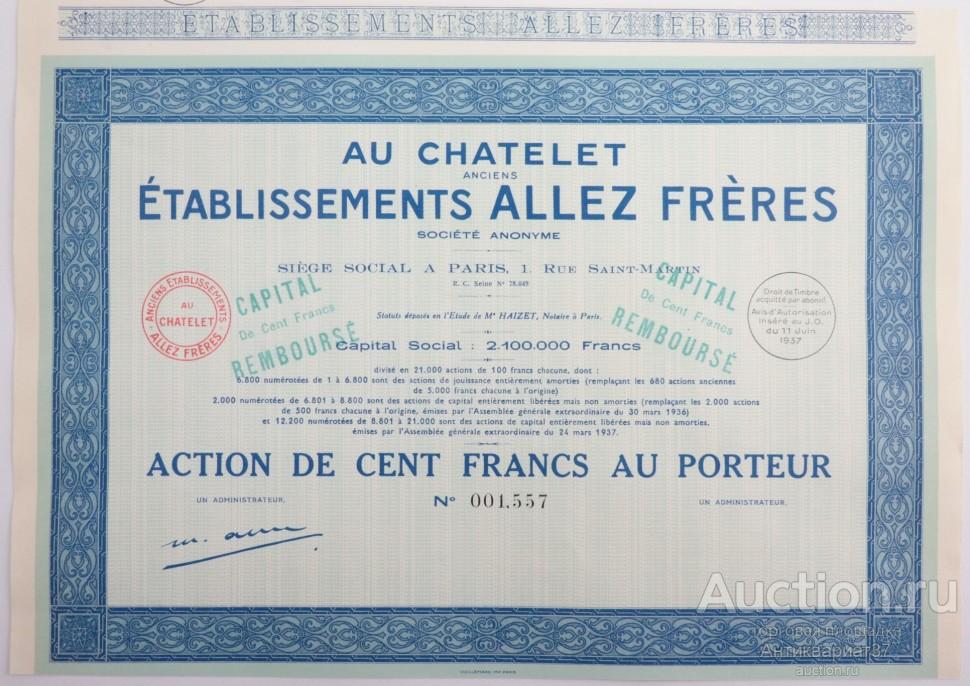 ÉTABLISSEMENTS ALLEZ FRÈRES
AU CHATELET
ANCIENS
ÉTABLISSEMENTS ALLEZ FRÈRES
SOCIÉTÉ ANONYME
SIÈGE SOCIAL A PARIS, 1, RUE SAINT-MARTIN
R. C. Seine N° 78.049
Statuts déposés en l'Etude de Me HAIZET, Notaire à Paris.
Capital Social : 2.100.000 Francs
divisé en 21.000 actions de 100 francs chacune, dont :
6.800 numérotées de 1 à 6.800 sont des actions de jouissance entièrement amorties (remplaçant les 680 actions anciennes
de 5.000 francs chacune à l'origine)
2.000 numérotées de 6.801 à 8.800 sont des actions de capital entièrement libérées mais non amorties (remplaçant les 2.000 actions
de 500 francs chacune à l'origine, émises par l'Assemblée générale extraordinaire du 30 mars 1936)
et 12.200 numérotées de 8.801 à 21.000 sont des actions de capital entièrement libérées mais non amorties,
émises par l'Assemblée générale extraordinaire du 24 mars 1937.
ANCIENS ETABLISSEMENTS
AU
CHATELET
ALLEZ FRÈRES
CAPITAL
De Cent Francs
REMBOURSÉ
CAPITAL
De Cent Francs
REMBOURSÉ
Droit de Timbre
acquitté par abonnt.
Avis d'Autorisation
Inséré au J.O.
du 11 Juin
1937
ACTION DE CENT FRANCS AU PORTEUR
UN ADMINISTRATEUR,
N° 001,557
UN ADMINISTRATEUR,
Auction.ru
торговая площадка
Антиквариат37
auction.ru